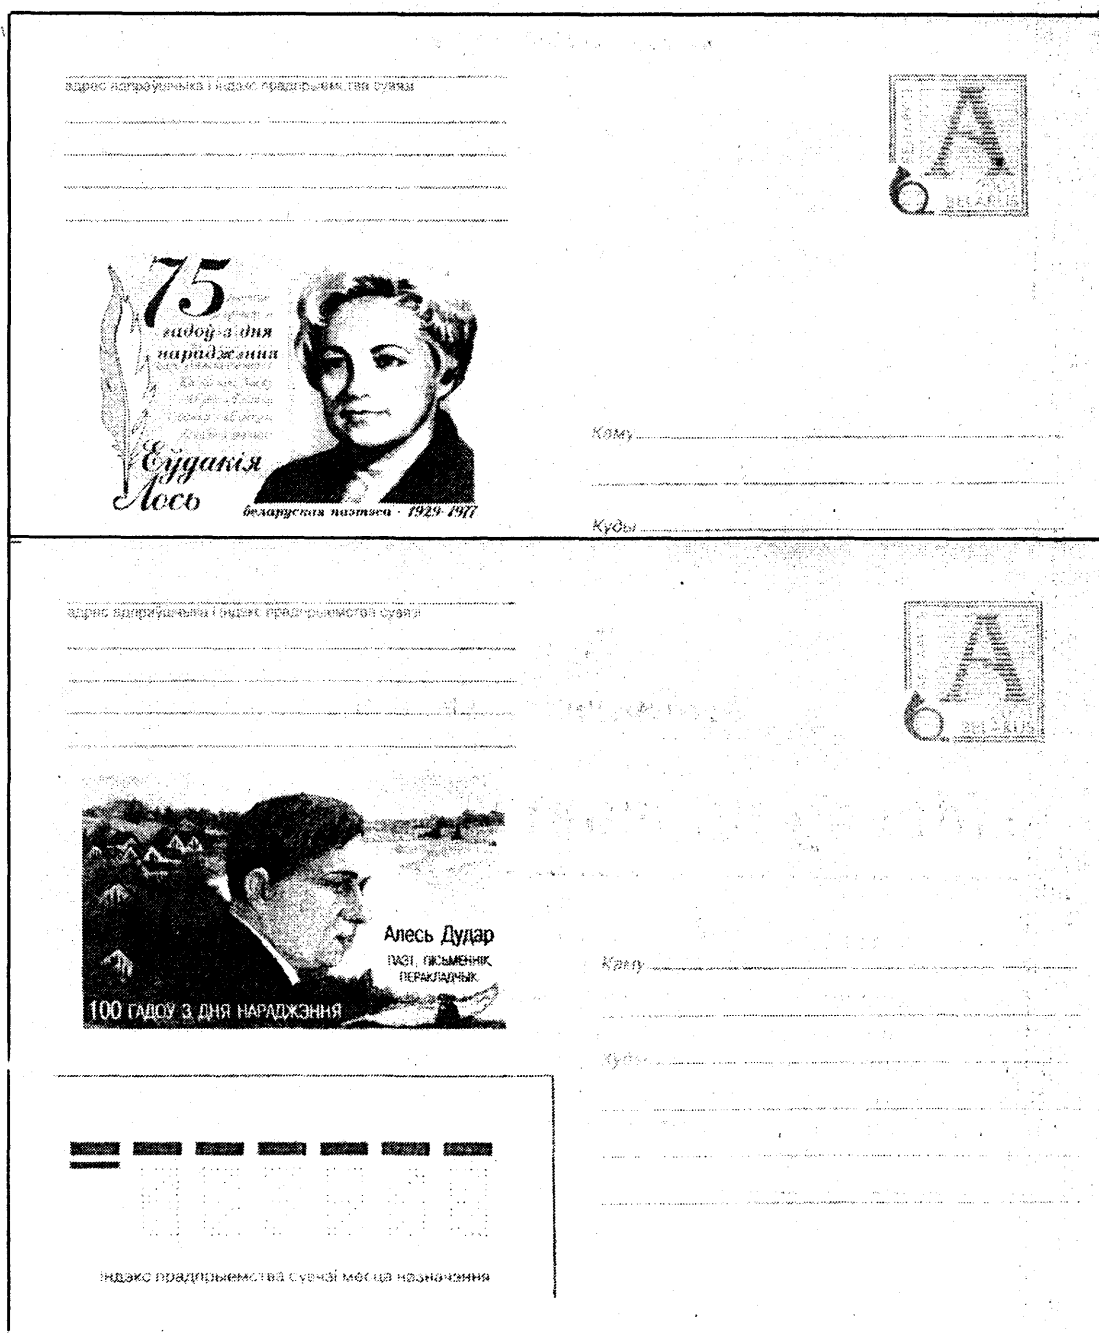 адрас адпраўшчыка і індэкс прадпрыемства сувязі
А
BELARUS
75
гадоў з дня
нараджэння
Еўдакія
Лось
беларуская паэтэса · 1929-1977
Каму
Куды
адрас адпраўшчыка і індэкс прадпрыемства сувязі
А
BELARUS
Алесь Дудар
ПАЭТ, ПІСЬМЕННІК,
ПЕРАКЛАДЧЫК
100 ГАДОЎ З ДНЯ НАРАДЖЭННЯ
Каму
Куды
Індэкс прадпрыемства сувязі месца назначэння